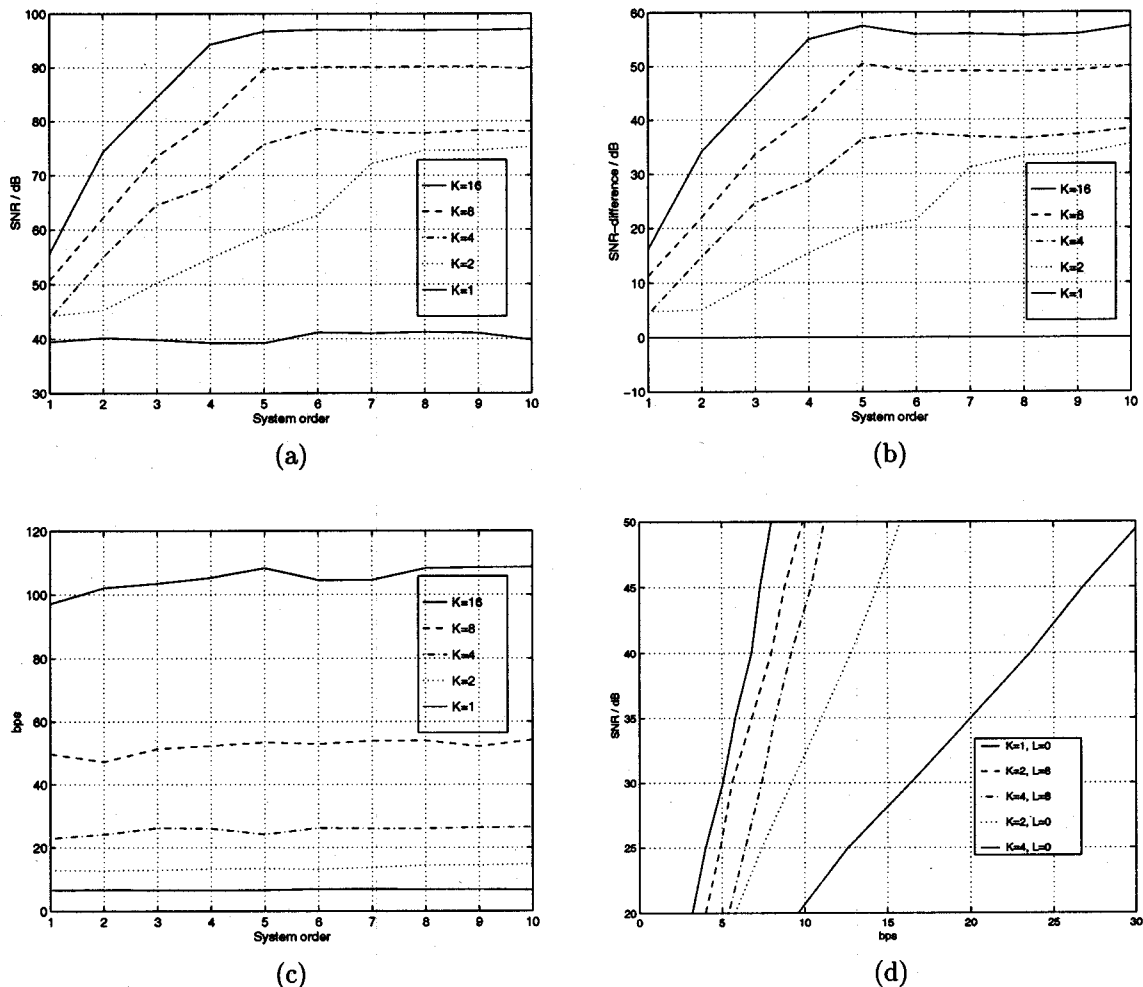 100
90
80
70
60
50
40
30
SNR / dB
K=16
K=8
K=4
K=2
K=1
1 2 3 4 5 6 7 8 9 10
System order
(a)
60
50
40
30
20
10
0
−10
SNR−difference / dB
K=16
K=8
K=4
K=2
K=1
1 2 3 4 5 6 7 8 9 10
System order
(b)
120
100
80
60
40
20
0
bps
K=16
K=8
K=4
K=2
K=1
1 2 3 4 5 6 7 8 9 10
System order
(c)
50
45
40
35
30
25
20
SNR / dB
K=1, L=0
K=2, L=6
K=4, L=6
K=2, L=0
K=4, L=0
0 5 10 15 20 25 30
bps
(d)